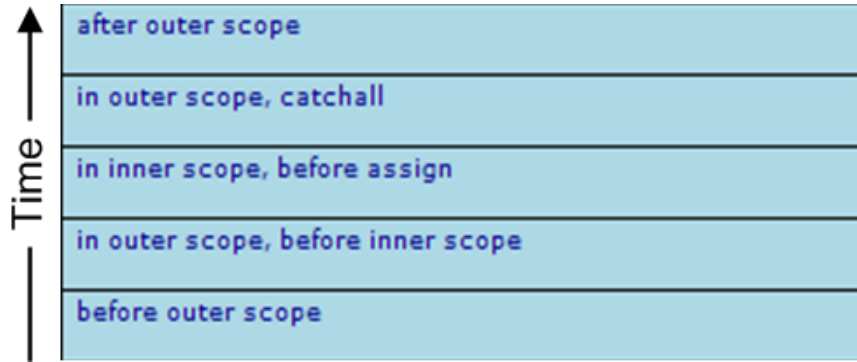 after outer scope
in outer scope, catchall
in inner scope, before assign
in outer scope, before inner scope
before outer scope
Time